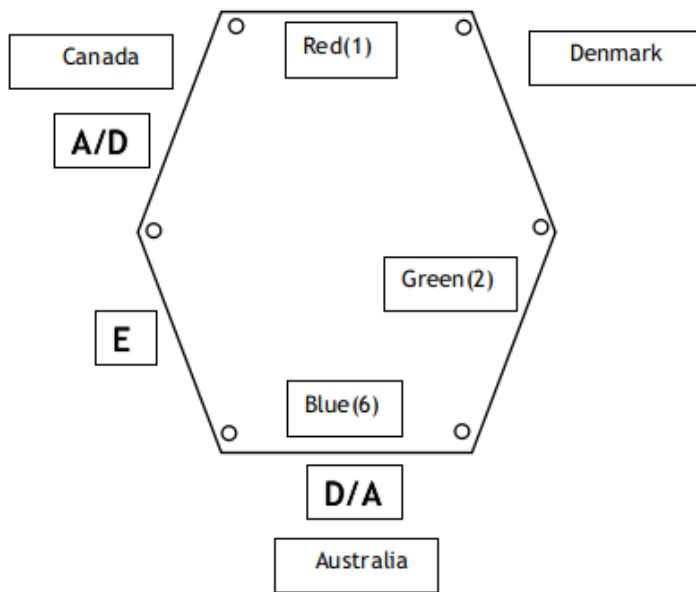 Red(1)
Canada
Denmark
A/D
Green(2)
E
Blue(6)
D/A
Australia